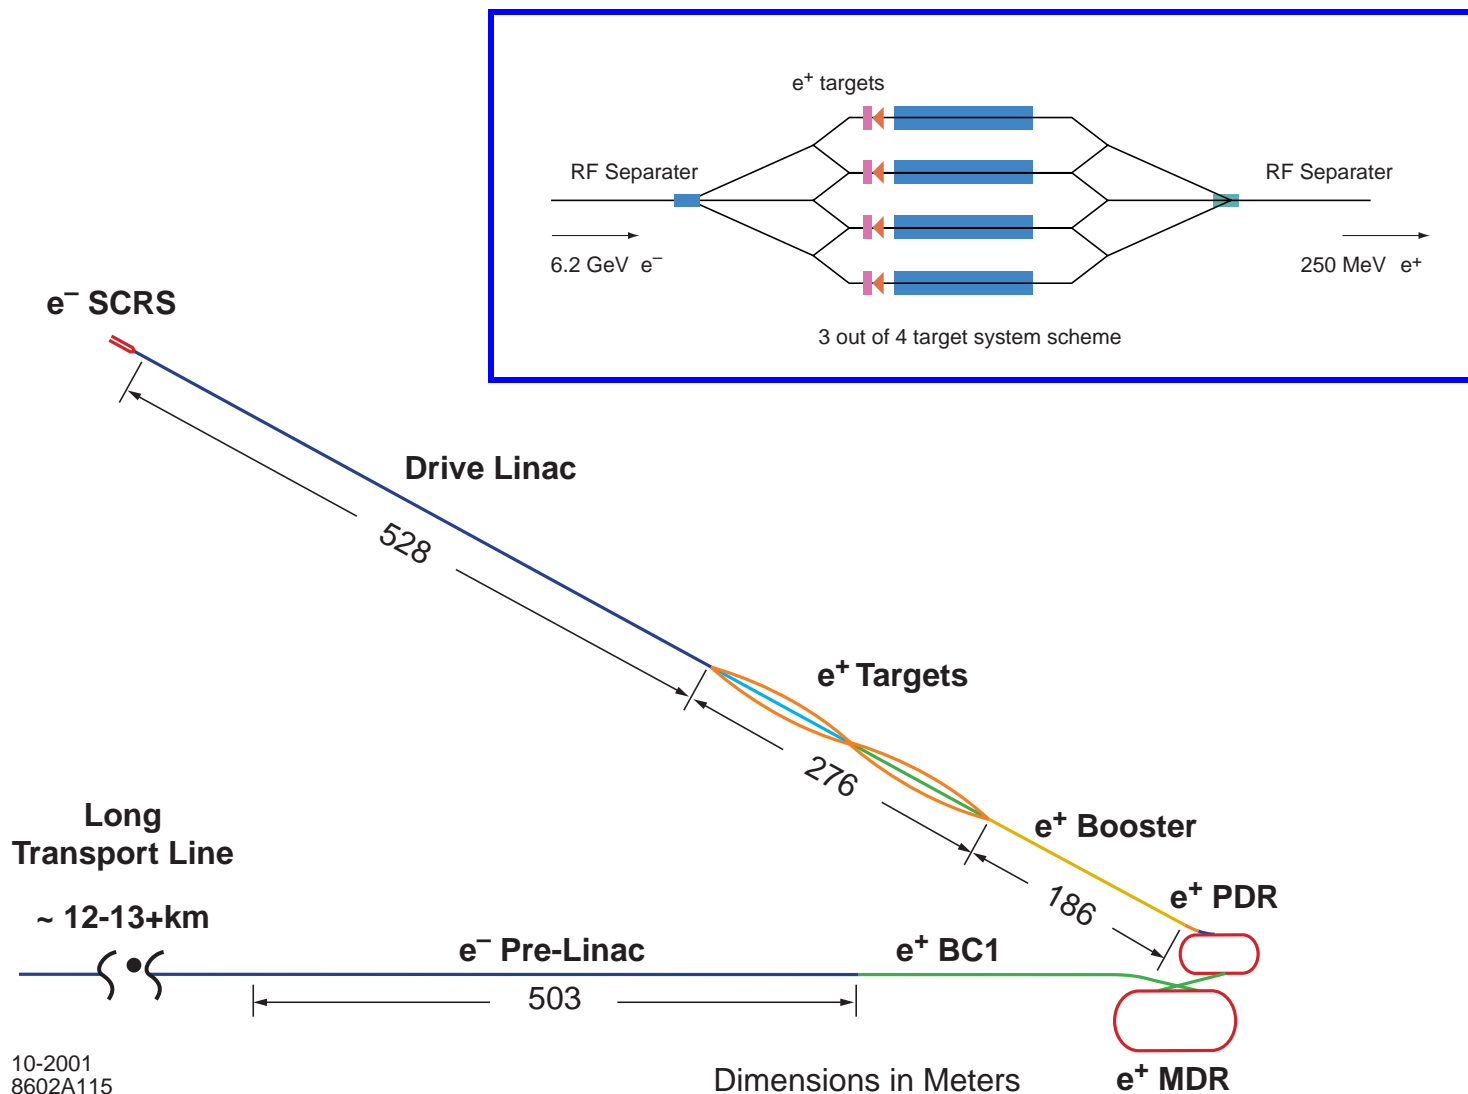 e⁺ targets
RF Separater
RF Separater
6.2 GeV e⁻
250 MeV e⁺
3 out of 4 target system scheme
e⁻ SCRS
Drive Linac
528
e⁺ Targets
276
e⁺ Booster
186
e⁺ PDR
Long
Transport Line
~ 12-13+km
e⁻ Pre-Linac
e⁺ BC1
503
10-2001
8602A115
Dimensions in Meters
e⁺ MDR